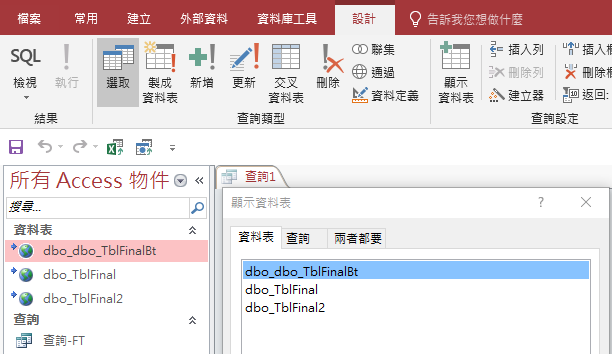 檔案 常用 建立 外部資料 資料庫工具 設計 告訴我您想做什麼
SQL 檢視 執行 選取 製成資料表 新增 更新 交叉資料表 刪除 聯集 顯示資料表 插入列
通過 刪除列
資料定義 建立器 返回:
結果 查詢類型 查詢設定
所有 Access 物件
查詢1
搜尋...
顯示資料表 ?
資料表
資料表 查詢 兩者都要
dbo_dbo_TblFinalBt
dbo_TblFinal
dbo_TblFinal2
查詢
查詢-FT
dbo_dbo_TblFinalBt
dbo_TblFinal
dbo_TblFinal2